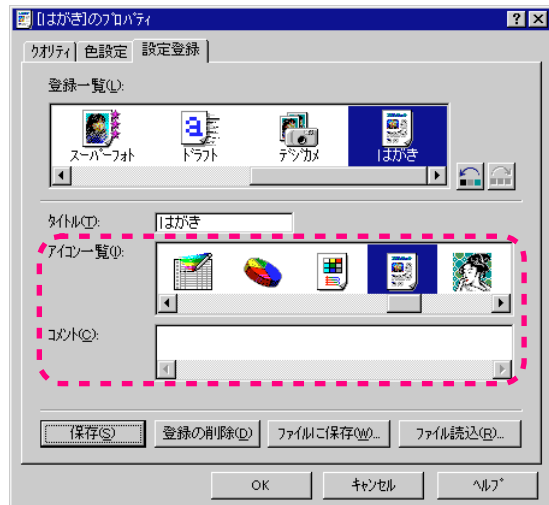 [はがき]のプロパティ
クオリティ 色設定 設定登録
登録一覧(L):
スーパーフォト ドラフト デジカメ はがき
タイトル(T): はがき
アイコン一覧(I):
コメント(C):
保存(S) 登録の削除(D) ファイルに保存(W)... ファイル読込(R)...
OK キャンセル ヘルプ